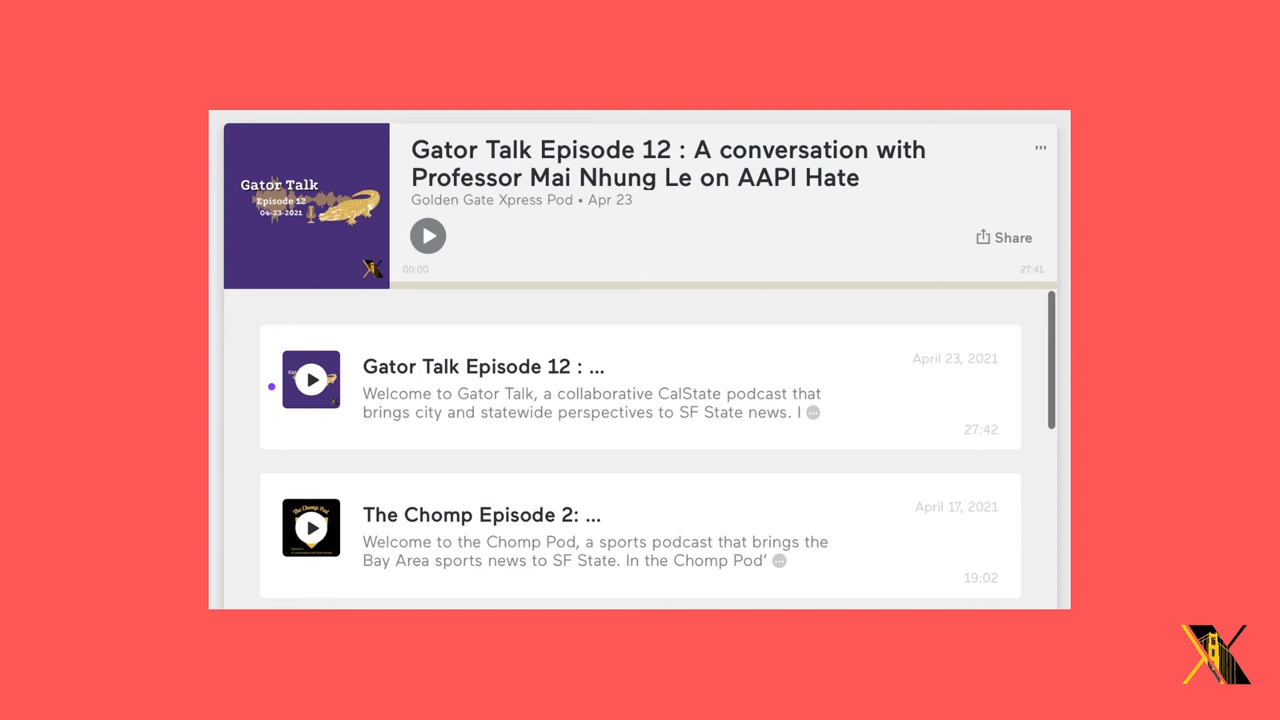 Gator Talk
Episode 12
04-23-2021
Gator Talk Episode 12 : A conversation with
Professor Mai Nhung Le on AAPI Hate
Golden Gate Xpress Pod • Apr 23
Share
00:00
27:41
Gator Talk Episode 12 : ...
April 23, 2021
Welcome to Gator Talk, a collaborative CalState podcast that
brings city and statewide perspectives to SF State news. I
27:42
The Chomp Pod
The Chomp Episode 2: ...
April 17, 2021
Welcome to the Chomp Pod, a sports podcast that brings the
Bay Area sports news to SF State. In the Chomp Pod’
19:02
X